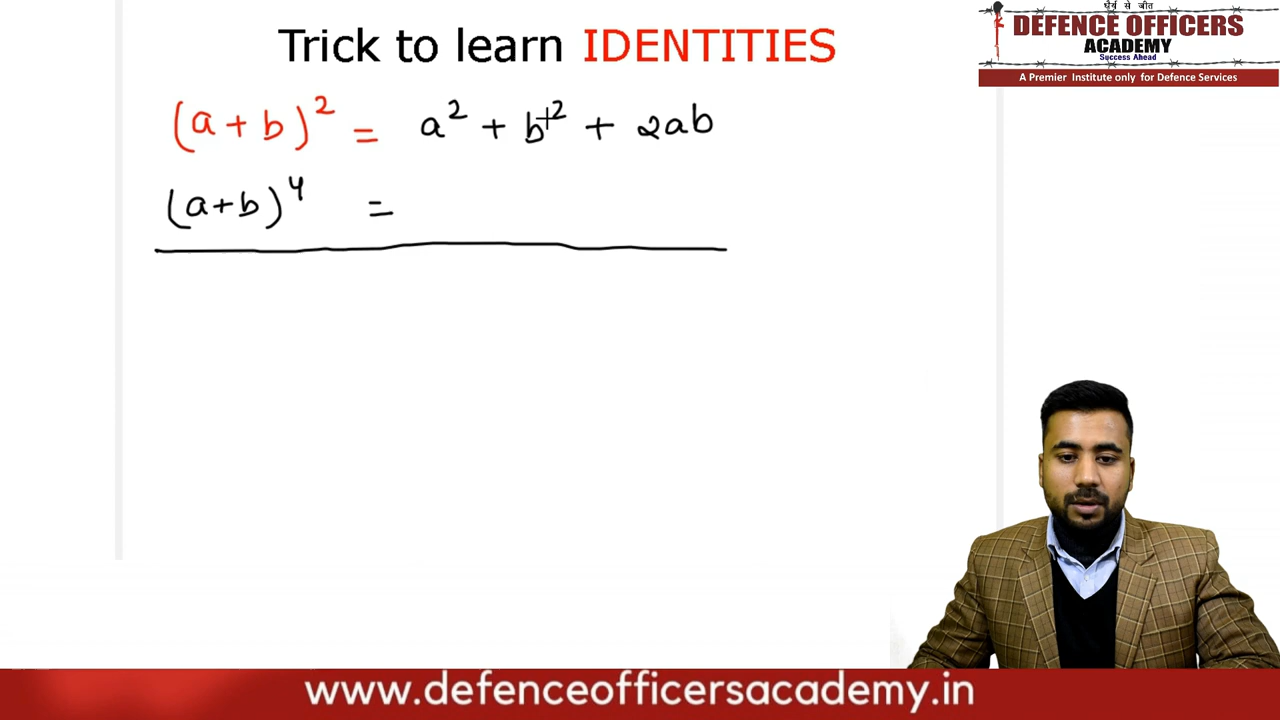 धैर्य से जीत
DEFENCE OFFICERS
ACADEMY
Success Ahead
A Premier Institute only for Defence Services
Trick to learn IDENTITIES
(a+b)² = a² + b² + 2ab
(a+b)⁴ =
www.defenceofficersacademy.in